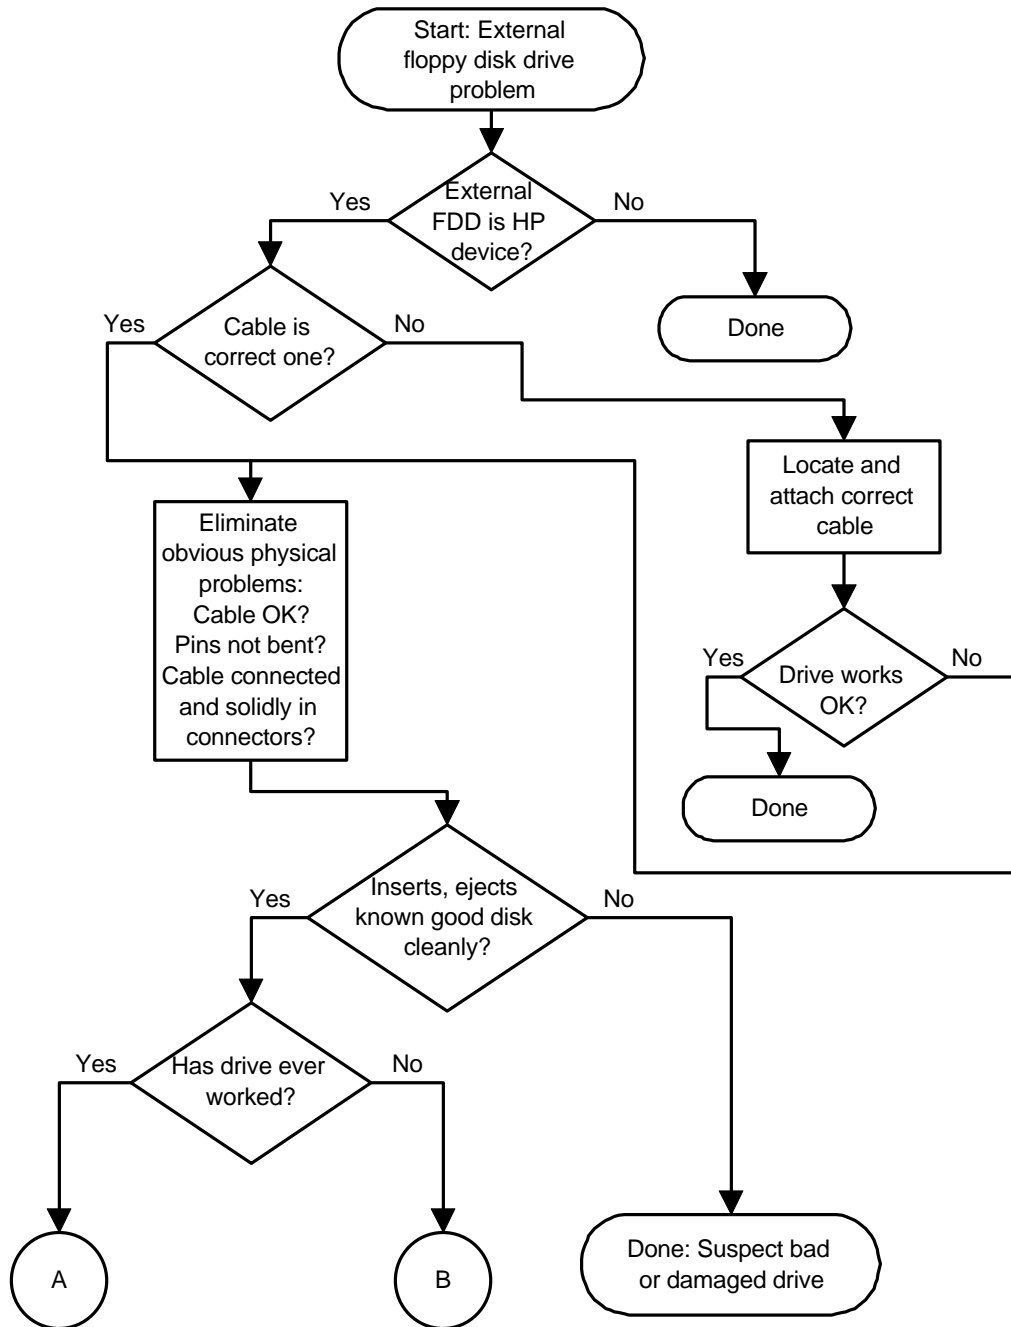 Start: External
floppy disk drive
problem
Yes
External
FDD is HP
device?
No
Yes
Cable is
correct one?
No
Done
Locate and
attach correct
cable
Eliminate
obvious physical
problems:
Cable OK?
Pins not bent?
Cable connected
and solidly in
connectors?
Yes
Drive works
OK?
No
Done
Yes
Inserts, ejects
known good disk
cleanly?
No
Yes
Has drive ever
worked?
No
A
B
Done: Suspect bad
or damaged drive